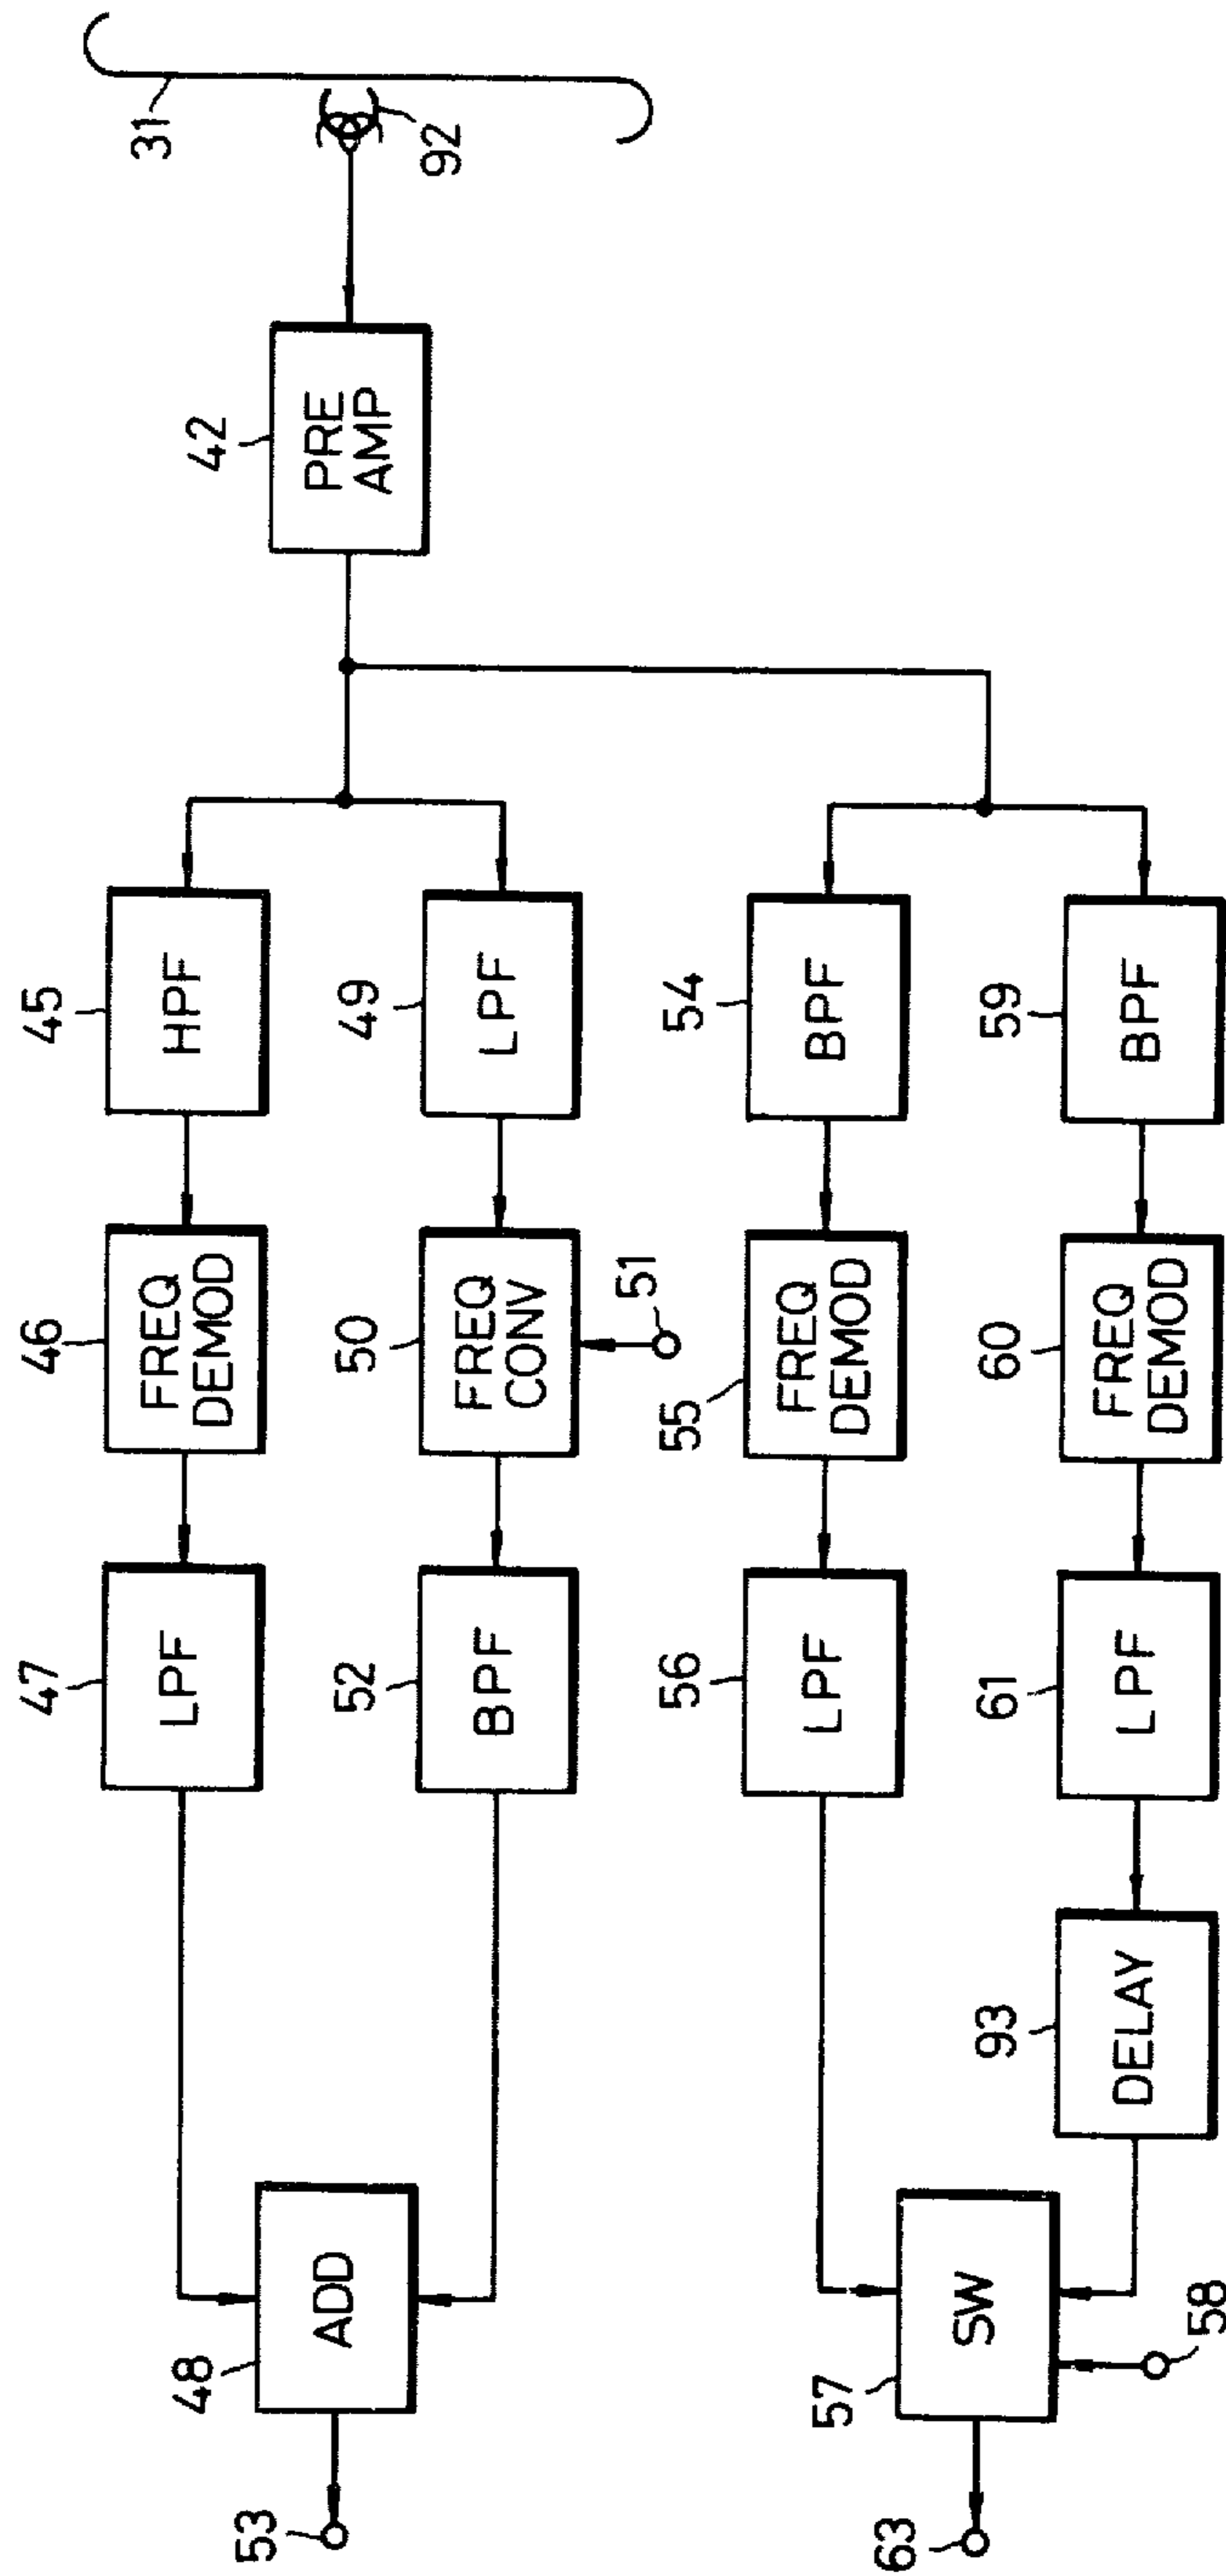 31
92
42
PRE
AMP
45
HPF
49
LPF
54
BPF
59
BPF
46
FREQ
DEMOD
50
FREQ
CONV
51
55
FREQ
DEMOD
60
FREQ
DEMOD
47
LPF
52
BPF
56
LPF
61
LPF
93
DELAY
48
ADD
57
SW
58
53
63